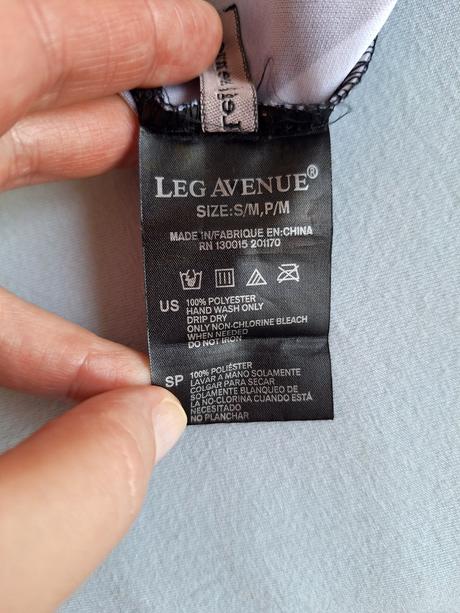 LEG AVENUE®
SIZE:S/M,P/M
MADE IN/FABRIQUE EN:CHINA
RN 130015 201170
US 100% POLYESTER
HAND WASH ONLY
DRIP DRY
ONLY NON-CHLORINE BLEACH
WHEN NEEDED
DO NOT IRON
SP 100% POLIÉSTER
LAVAR A MANO SOLAMENTE
COLGAR PARA SECAR
SOLAMENTE BLANQUEO DE
LA NO-CLORINA CUANDO ESTÁ
NECESITADO
NO PLANCHAR